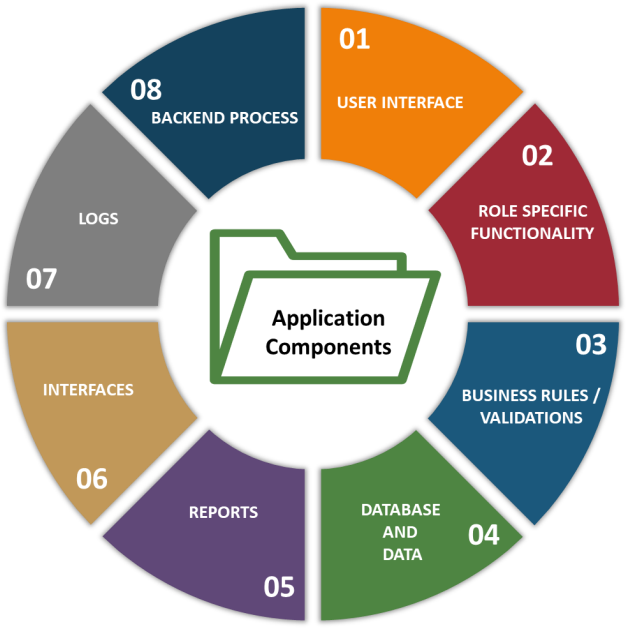 01
USER INTERFACE
02
ROLE SPECIFIC
FUNCTIONALITY
03
BUSINESS RULES /
VALIDATIONS
DATABASE
AND
DATA
04
REPORTS
05
INTERFACES
06
LOGS
07
08
BACKEND PROCESS
Application
Components